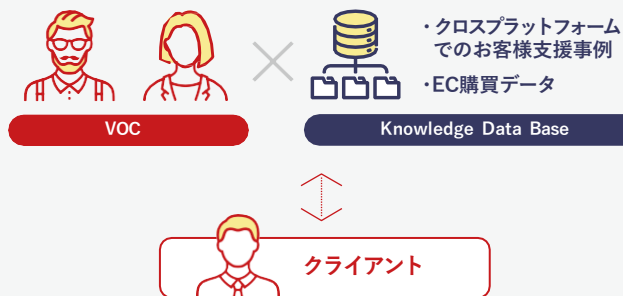 ・クロスプラットフォーム
でのお客様支援事例
・EC購買データ
VOC
Knowledge Data Base
クライアント